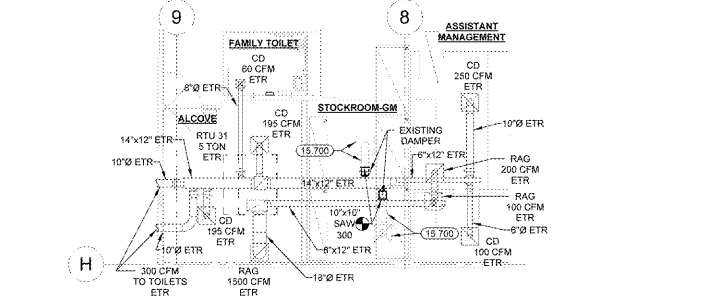 9
8
ASSISTANT
MANAGEMENT
FAMILY TOILET
CD
60 CFM
ETR
CD
250 CFM
ETR
6"Ø ETR
STOCKROOM-GM
CD
195 CFM
ETR
ALCOVE
RTU 31
5 TON
ETR
10"Ø ETR
EXISTING
DAMPER
14"x12" ETR
15.700
6"x12" ETR
RAG
200 CFM
ETR
10"Ø ETR
14"x12" ETR
RAG
100 CFM
ETR
10"x10"
SAW
300
CD
195 CFM
ETR
6"Ø ETR
15.700
10"Ø ETR
8"x12" ETR
CD
100 CFM
ETR
H
300 CFM
TO TOILETS
ETR
RAG
1500 CFM
ETR
18"Ø ETR